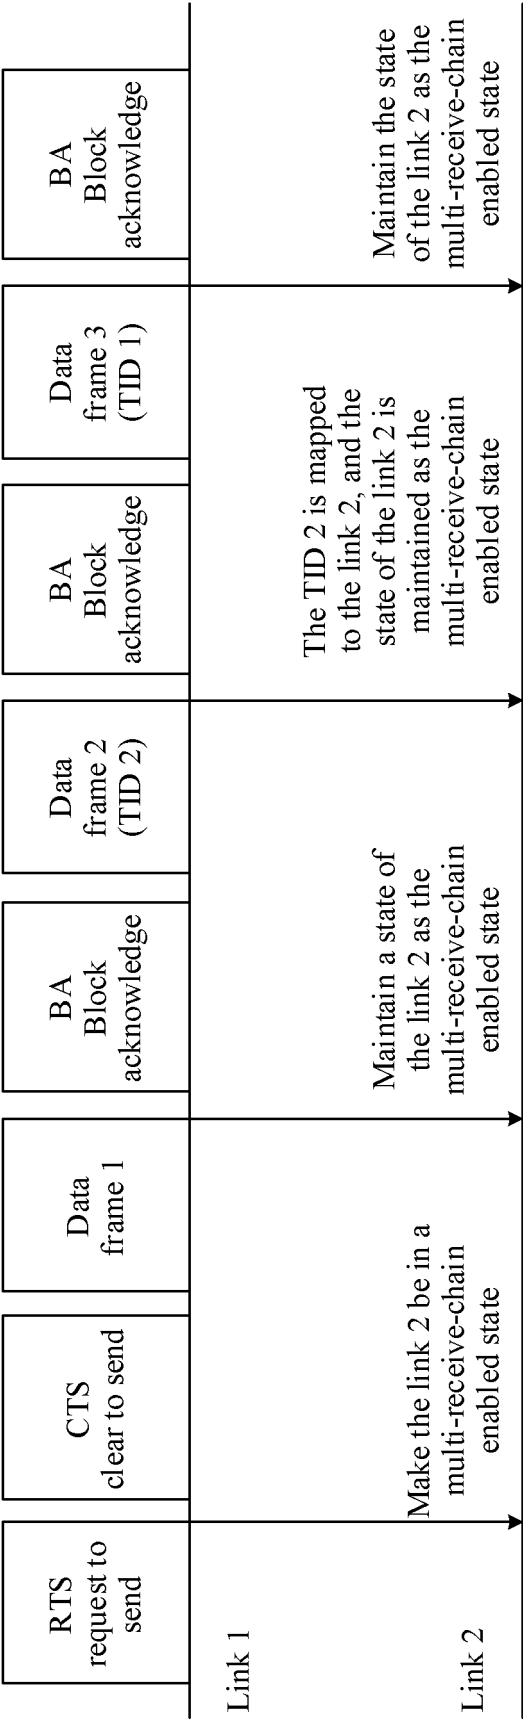 RTS
request to
send
CTS
clear to send
Data
frame 1
BA
Block
acknowledge
Data
frame 2
(TID 2)
BA
Block
acknowledge
Data
frame 3
(TID 1)
BA
Block
acknowledge
Link 1
Make the link 2 be in a
multi-receive-chain
enabled state
Maintain a state of
the link 2 as the
multi-receive-chain
enabled state
The TID 2 is mapped
to the link 2, and the
state of the link 2 is
maintained as the
multi-receive-chain
enabled state
Maintain the state
of the link 2 as the
multi-receive-chain
enabled state
Link 2